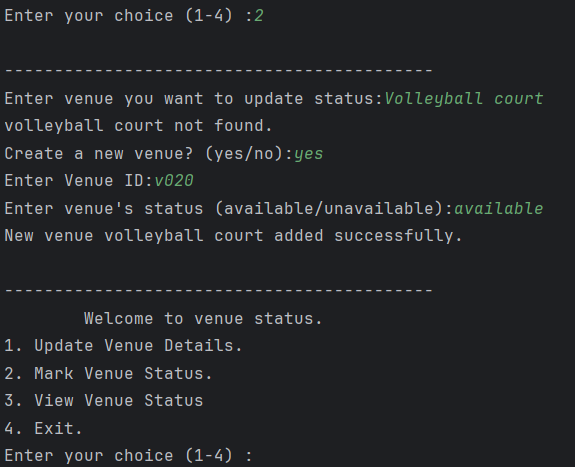 Enter your choice (1-4) :2
-------------------------------------------
Enter venue you want to update status:Volleyball court
volleyball court not found.
Create a new venue? (yes/no):yes
Enter Venue ID:v020
Enter venue's status (available/unavailable):available
New venue volleyball court added successfully.
-------------------------------------------
Welcome to venue status.
1. Update Venue Details.
2. Mark Venue Status.
3. View Venue Status
4. Exit.
Enter your choice (1-4) :